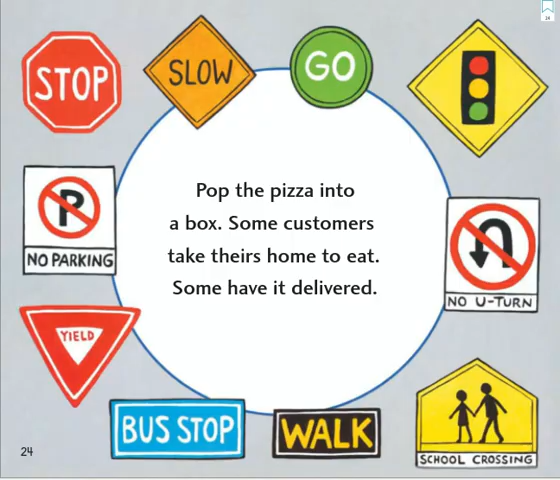 24
STOP
SLOW
GO
P
NO PARKING
Pop the pizza into
a box. Some customers
take theirs home to eat.
Some have it delivered.
NO U-TURN
YIELD
BUS STOP
WALK
SCHOOL CROSSING
24